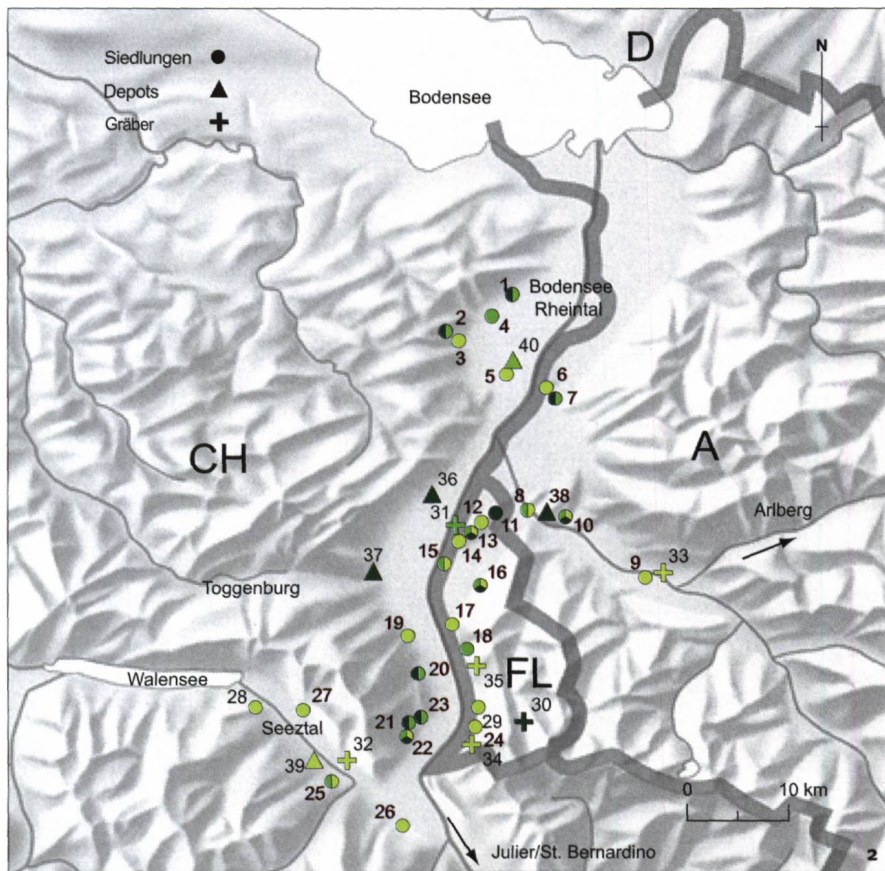 D
N
Siedlungen
Bodensee
Depots
Gräber
1
Bodensee
Rheintal
4
2
3
40
5
6
7
CH
A
36
8
38
Arlberg
12
31
11
10
13
14
33
15
37
9
16
Toggenburg
17
19
18
FL
20
35
Walensee
28
27
23
30
21
29
Seeztal
32
22
24
34
39
25
0
10 km
26
Julier/St. Bernardino
2